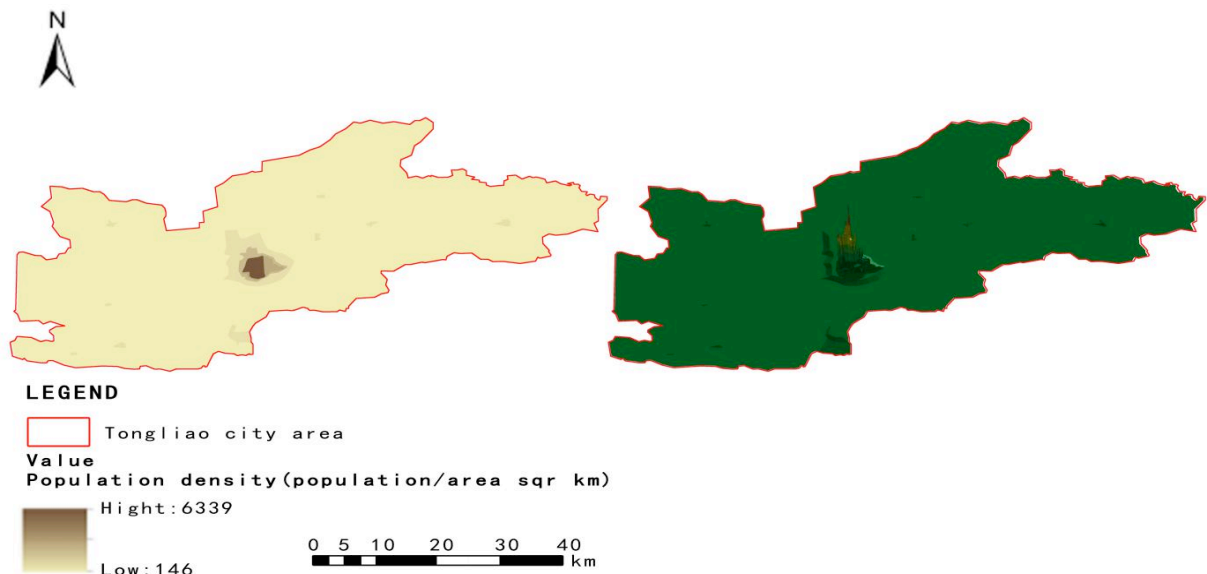 N
LEGEND
Tongliao city area
Value
Population density(population/area sqr km)
Hight:6339
Low:146
0 5 10 20 30 40
km